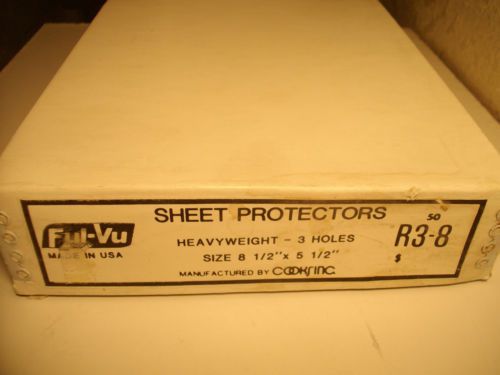 SHEET PROTECTORS
50
Ful-Vu
MADE IN USA
HEAVYWEIGHT - 3 HOLES
R3-8
SIZE 8 1/2" x 5 1/2"
$
MANUFACTURED BY COOKS INC.